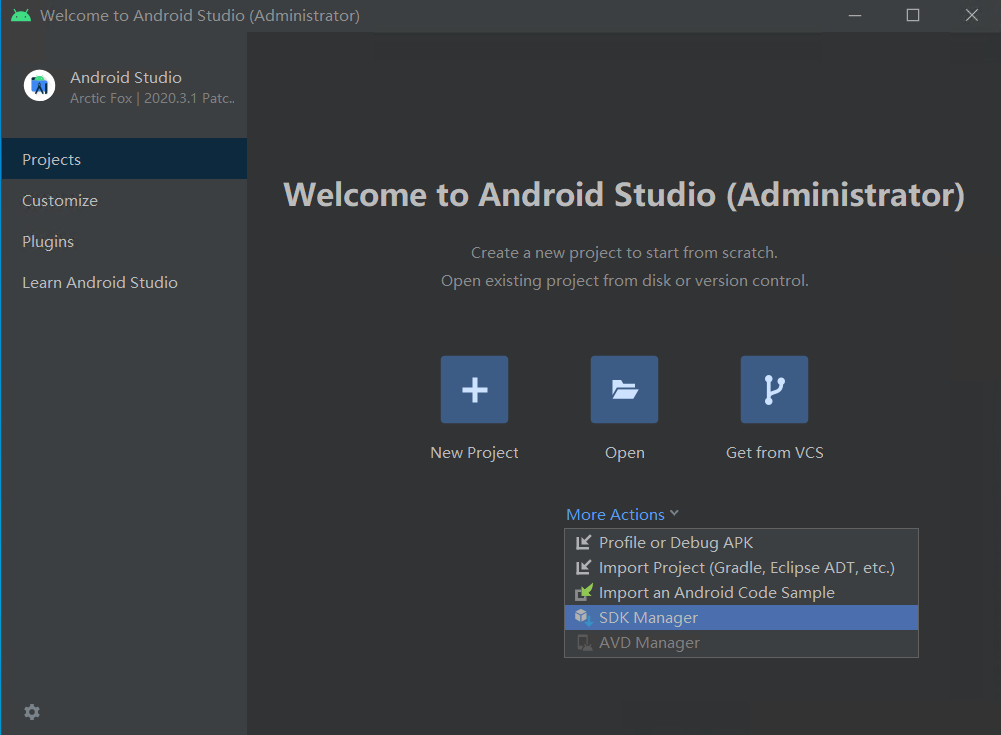 Welcome to Android Studio (Administrator)
Android Studio
Arctic Fox | 2020.3.1 Patc..
Projects
Customize
Plugins
Learn Android Studio
Welcome to Android Studio (Administrator)
Create a new project to start from scratch.
Open existing project from disk or version control.
New Project
Open
Get from VCS
More Actions
Profile or Debug APK
Import Project (Gradle, Eclipse ADT, etc.)
Import an Android Code Sample
SDK Manager
AVD Manager